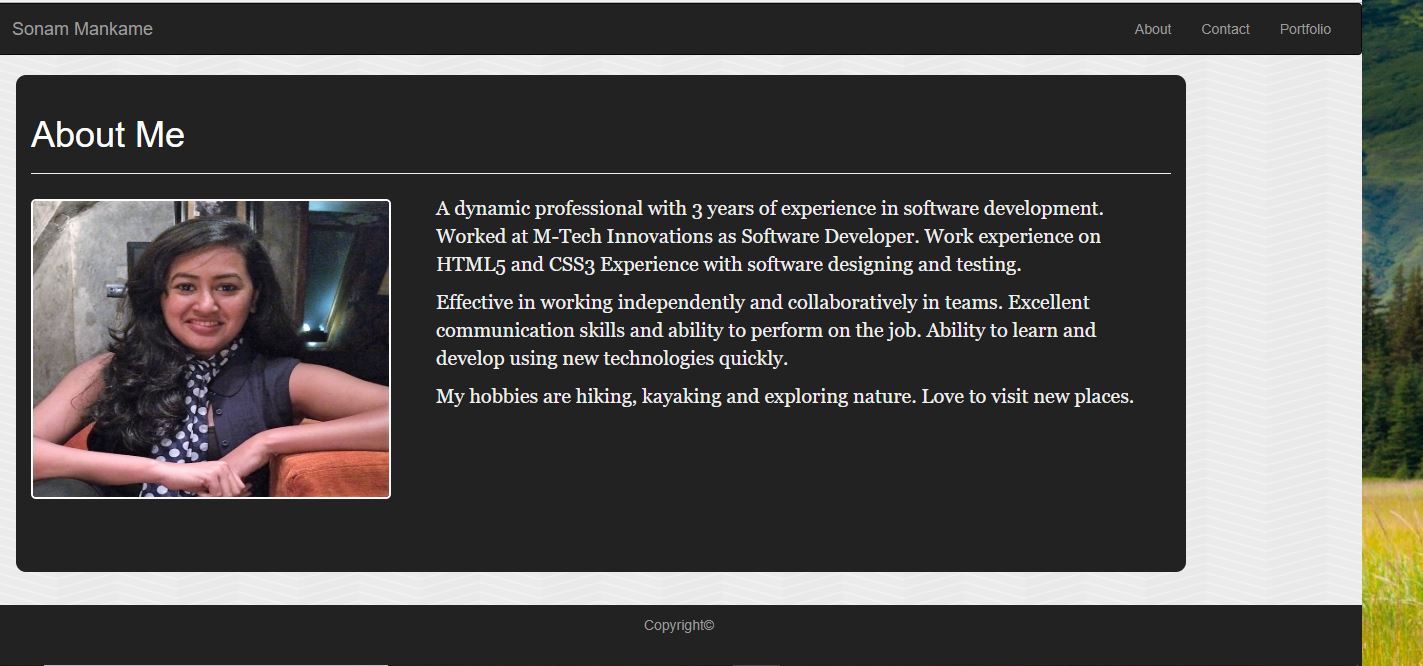 Sonam Mankame
About Contact Portfolio
About Me
A dynamic professional with 3 years of experience in software development.
Worked at M-Tech Innovations as Software Developer. Work experience on
HTML5 and CSS3 Experience with software designing and testing.
Effective in working independently and collaboratively in teams. Excellent
communication skills and ability to perform on the job. Ability to learn and
develop using new technologies quickly.
My hobbies are hiking, kayaking and exploring nature. Love to visit new places.
Copyright©